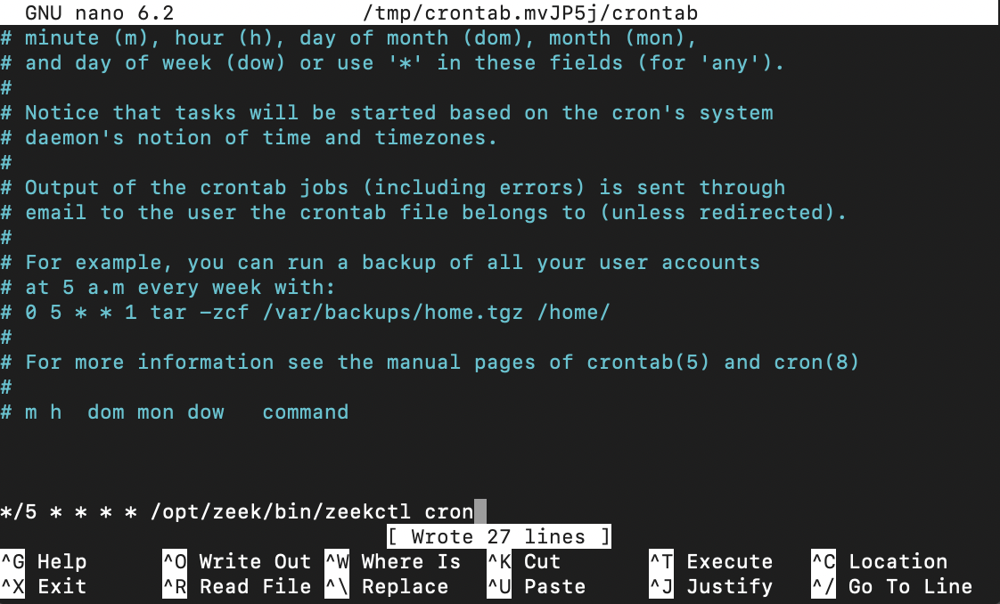 GNU nano 6.2 /tmp/crontab.mvJP5j/crontab
# minute (m), hour (h), day of month (dom), month (mon),
# and day of week (dow) or use '*' in these fields (for 'any').
#
# Notice that tasks will be started based on the cron's system
# daemon's notion of time and timezones.
#
# Output of the crontab jobs (including errors) is sent through
# email to the user the crontab file belongs to (unless redirected).
#
# For example, you can run a backup of all your user accounts
# at 5 a.m every week with:
# 0 5 * * 1 tar -zcf /var/backups/home.tgz /home/
#
# For more information see the manual pages of crontab(5) and cron(8)
#
# m h  dom mon dow   command
*/5 * * * * /opt/zeek/bin/zeekctl cron
[ Wrote 27 lines ]
^G Help ^O Write Out ^W Where Is ^K Cut ^T Execute ^C Location
^X Exit ^R Read File ^\ Replace ^U Paste ^J Justify ^/ Go To Line